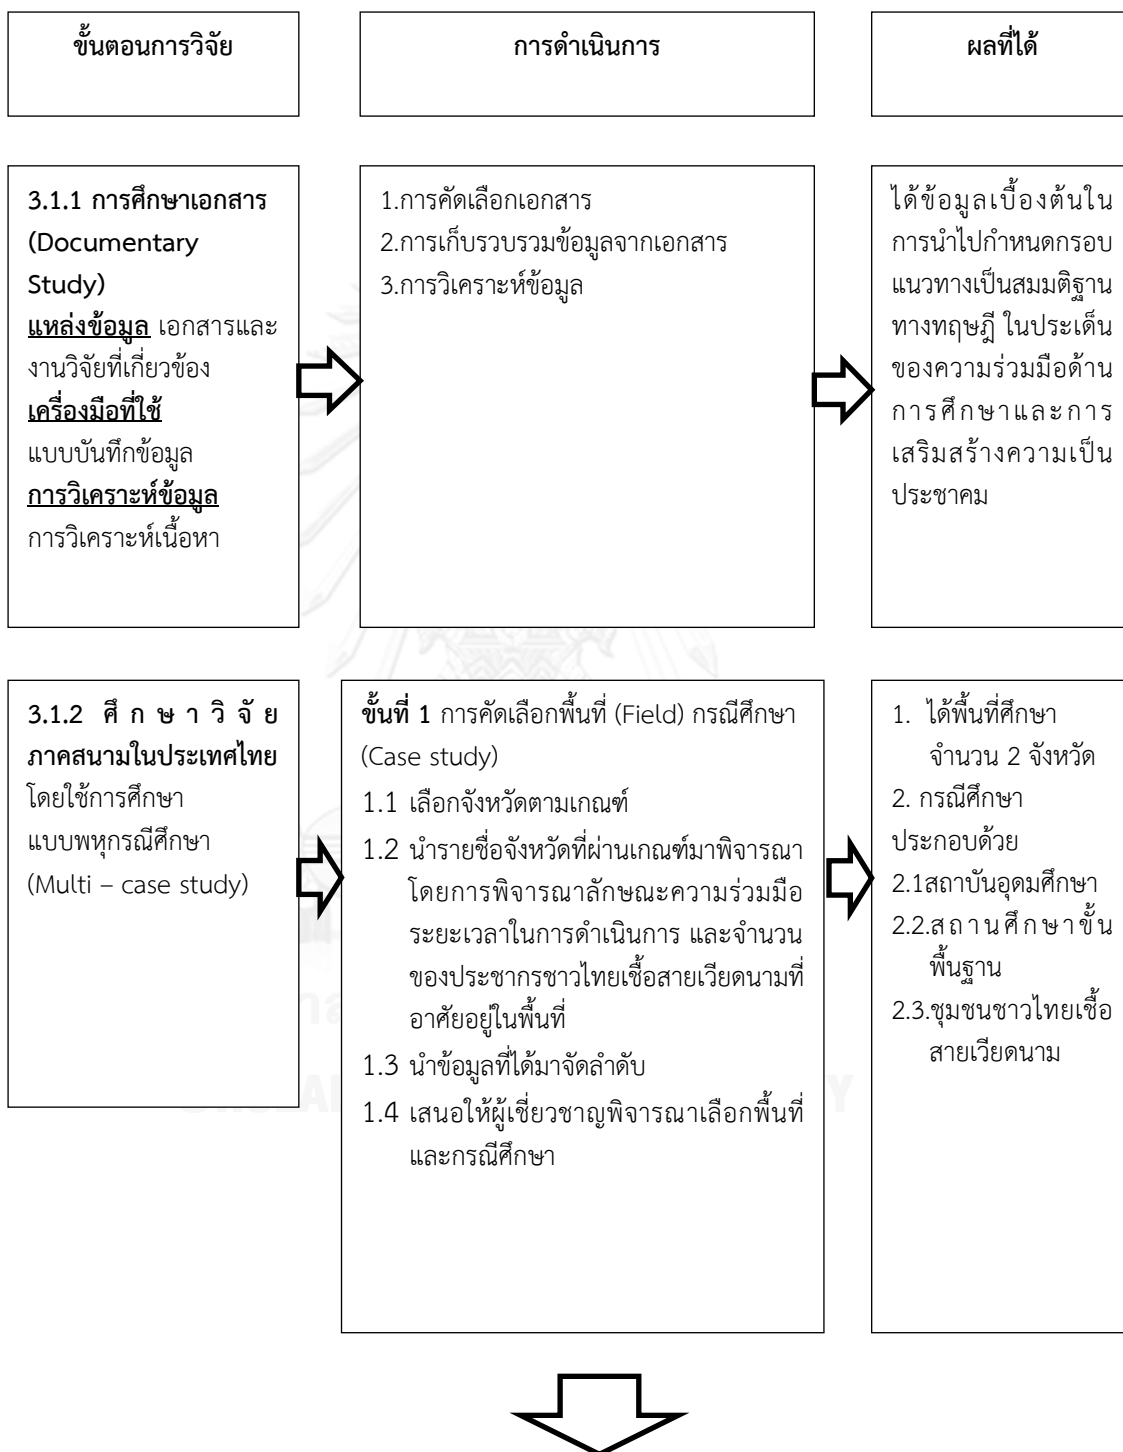 ขั้นตอนการวิจัย
การดำเนินการ
ผลที่ได้
3.1.1 การศึกษาเอกสาร
(Documentary
Study)
แหล่งข้อมูล เอกสารและ
งานวิจัยที่เกี่ยวข้อง
เครื่องมือที่ใช้
แบบบันทึกข้อมูล
การวิเคราะห์ข้อมูล
การวิเคราะห์เนื้อหา
1.การคัดเลือกเอกสาร
2.การเก็บรวบรวมข้อมูลจากเอกสาร
3.การวิเคราะห์ข้อมูล
ได้ข้อมูลเบื้องต้นใน
การนำไปกำหนดกรอบ
แนวทางเป็นสมมติฐาน
ทางทฤษฎี ในประเด็น
ของความร่วมมือด้าน
การศึกษาและการ
เสริมสร้างความเป็น
ประชาคม
3.1.2 ศึกษาวิจัย
ภาคสนามในประเทศไทย
โดยใช้การศึกษา
แบบพหุกรณีศึกษา
(Multi – case study)
ขั้นที่ 1 การคัดเลือกพื้นที่ (Field) กรณีศึกษา
(Case study)
1.1 เลือกจังหวัดตามเกณฑ์
1.2 นำรายชื่อจังหวัดที่ผ่านเกณฑ์มาพิจารณา
โดยการพิจารณาลักษณะความร่วมมือ
ระยะเวลาในการดำเนินการ และจำนวน
ของประชากรชาวไทยเชื้อสายเวียดนามที่
อาศัยอยู่ในพื้นที่
1.3 นำข้อมูลที่ได้มาจัดลำดับ
1.4 เสนอให้ผู้เชี่ยวชาญพิจารณาเลือกพื้นที่
และกรณีศึกษา
1. ได้พื้นที่ศึกษา
จำนวน 2 จังหวัด
2. กรณีศึกษา
ประกอบด้วย
2.1สถาบันอุดมศึกษา
2.2.สถานศึกษาขั้น
พื้นฐาน
2.3.ชุมชนชาวไทยเชื้อ
สายเวียดนาม